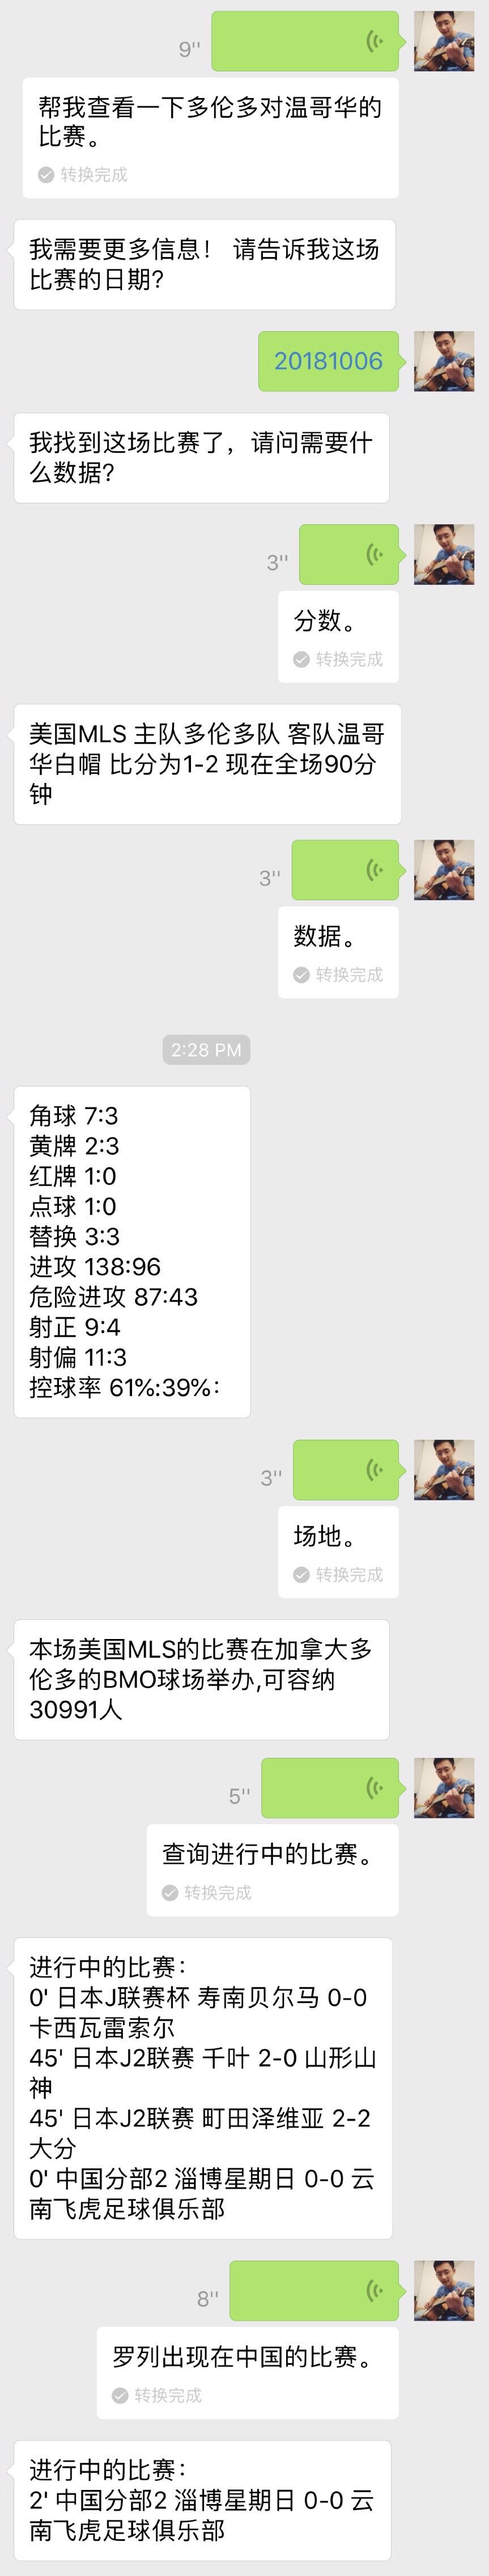 9''
帮我查看一下多伦多对温哥华的
比赛。
转换完成
我需要更多信息！ 请告诉我这场
比赛的日期?
20181006
我找到这场比赛了，请问需要什
么数据?
3''
分数。
转换完成
美国MLS 主队多伦多队 客队温哥
华白帽 比分为1-2 现在全场90分
钟
3''
数据。
转换完成
2:28 PM
角球 7:3
黄牌 2:3
红牌 1:0
点球 1:0
替换 3:3
进攻 138:96
危险进攻 87:43
射正 9:4
射偏 11:3
控球率 61%:39%：
3''
场地。
转换完成
本场美国MLS的比赛在加拿大多
伦多的BMO球场举办,可容纳
30991人
5''
查询进行中的比赛。
转换完成
进行中的比赛：
0' 日本J联赛杯 寿南贝尔马 0-0
卡西瓦雷索尔
45' 日本J2联赛 千叶 2-0 山形山
神
45' 日本J2联赛 町田泽维亚 2-2
大分
0' 中国分部2 淄博星期日 0-0 云
南飞虎足球俱乐部
8''
罗列出现在中国的比赛。
转换完成
进行中的比赛：
2' 中国分部2 淄博星期日 0-0 云
南飞虎足球俱乐部